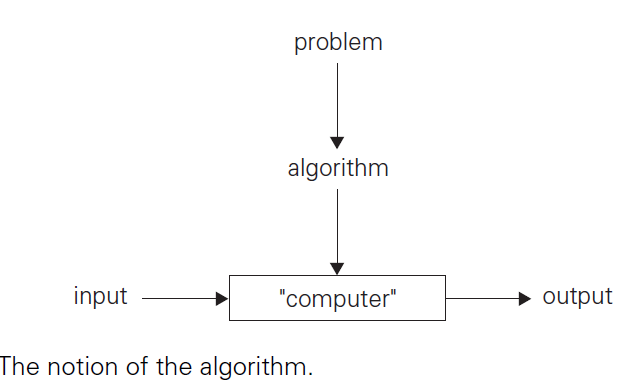 problem
algorithm
input "computer" output
The notion of the algorithm.